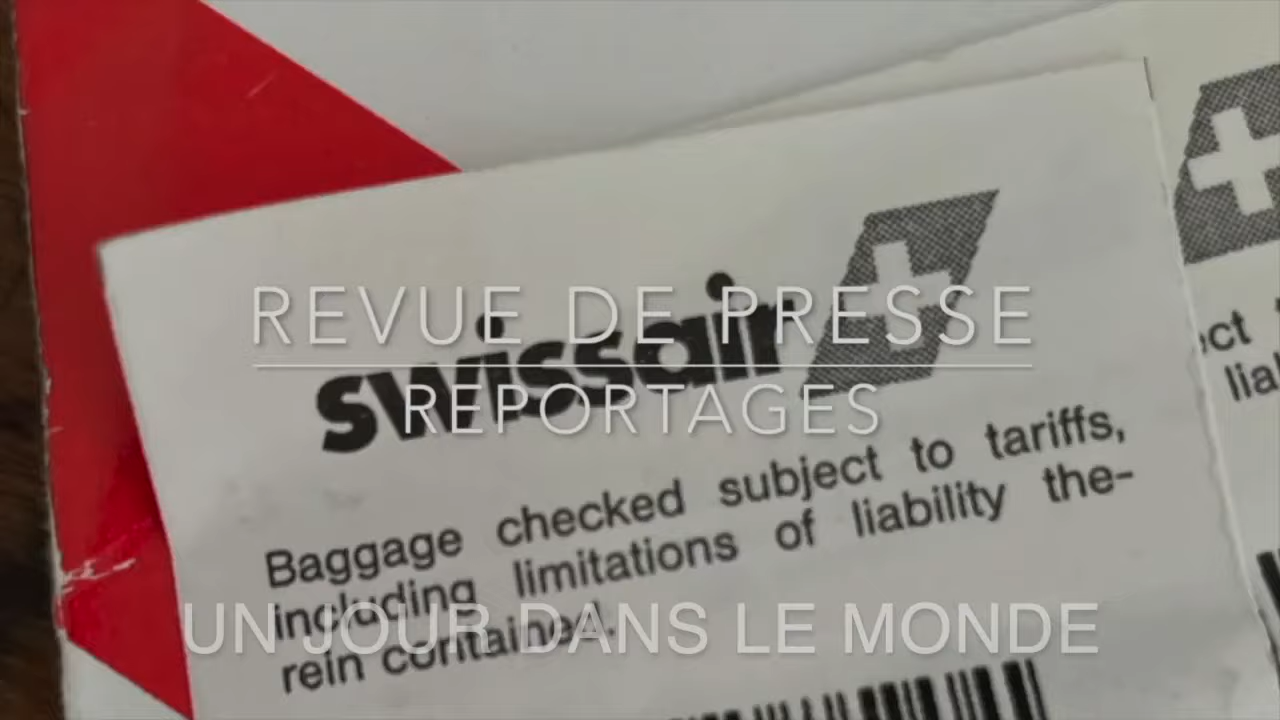 REVUE DE PRESSE
swissair
REPORTAGES
Baggage checked subject to tariffs,
including limitations of liability the-
rein contained.
UN JOUR DANS LE MONDE
ct
lia